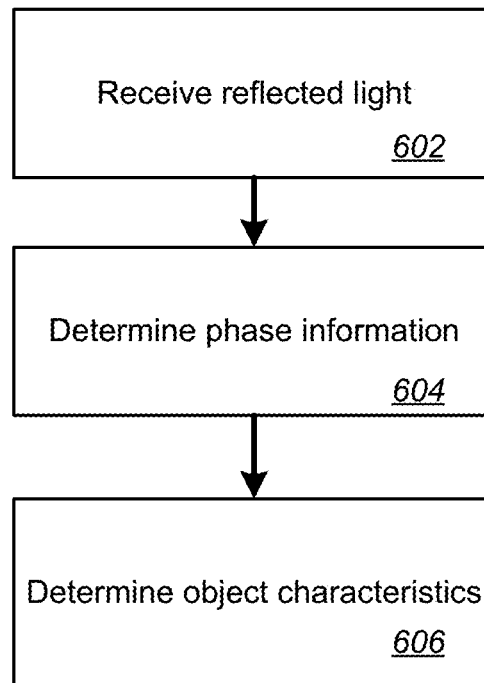 Receive reflected light
602
Determine phase information
604
Determine object characteristics
606